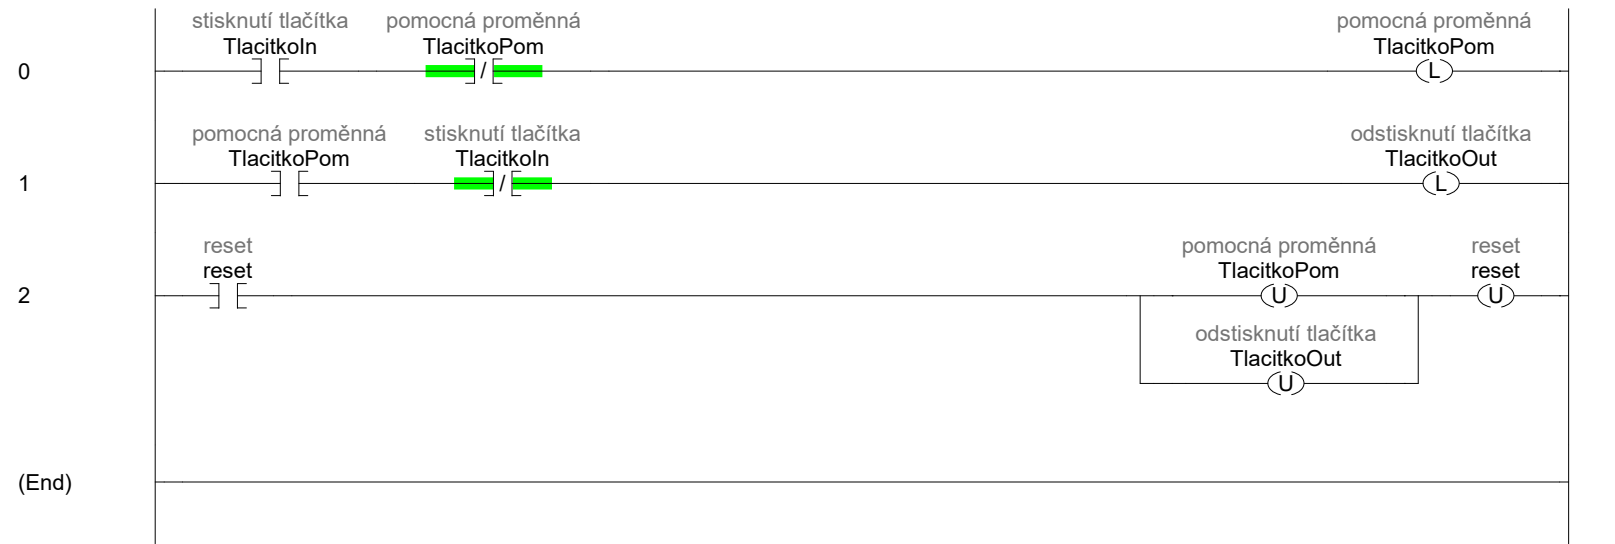 stisknutí tlačítka pomocná proměnná pomocná proměnná
TlacitkoIn TlacitkoPom TlacitkoPom
0 / L
pomocná proměnná stisknutí tlačítka odstisknutí tlačítka
TlacitkoPom TlacitkoIn TlacitkoOut
1 / L
reset pomocná proměnná reset
reset TlacitkoPom reset
2 U U
odstisknutí tlačítka
TlacitkoOut
U
(End)